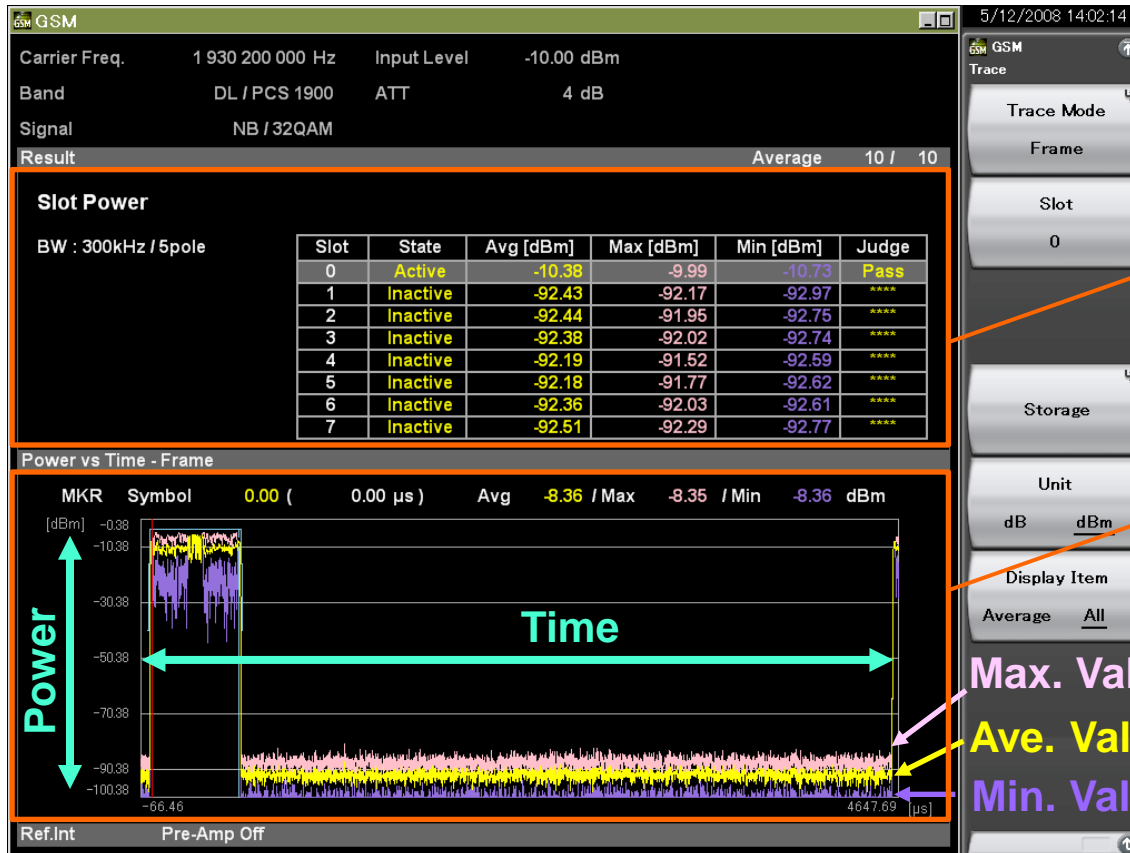 GSM
Carrier Freq. 1 930 200 000 Hz Input Level -10.00 dBm
Band DL / PCS 1900 ATT 4 dB
Signal NB / 32QAM
Result Average 10 / 10
Slot Power
BW : 300kHz / 5pole
Slot State Avg [dBm] Max [dBm] Min [dBm] Judge
0 Active -10.38 -9.99 -10.73 Pass
1 Inactive -92.43 -92.17 -92.97 ****
2 Inactive -92.44 -91.95 -92.75 ****
3 Inactive -92.38 -92.02 -92.74 ****
4 Inactive -92.19 -91.52 -92.59 ****
5 Inactive -92.18 -91.77 -92.62 ****
6 Inactive -92.36 -92.03 -92.61 ****
7 Inactive -92.51 -92.29 -92.77 ****
Power vs Time - Frame
MKR Symbol 0.00 ( 0.00 µs ) Avg -8.36 / Max -8.35 / Min -8.36 dBm
[dBm] -0.38
-10.38
-30.38
-50.38
-70.38
-90.38
-100.38
-66.46 4647.69 [µs]
Power
Time
Ref.Int Pre-Amp Off
5/12/2008 14:02:14
GSM
GSM
Trace
Trace Mode
Frame
Slot
0
Storage
Unit
dB dBm
Display Item
Average All
Max. Val
Ave. Val
Min. Val